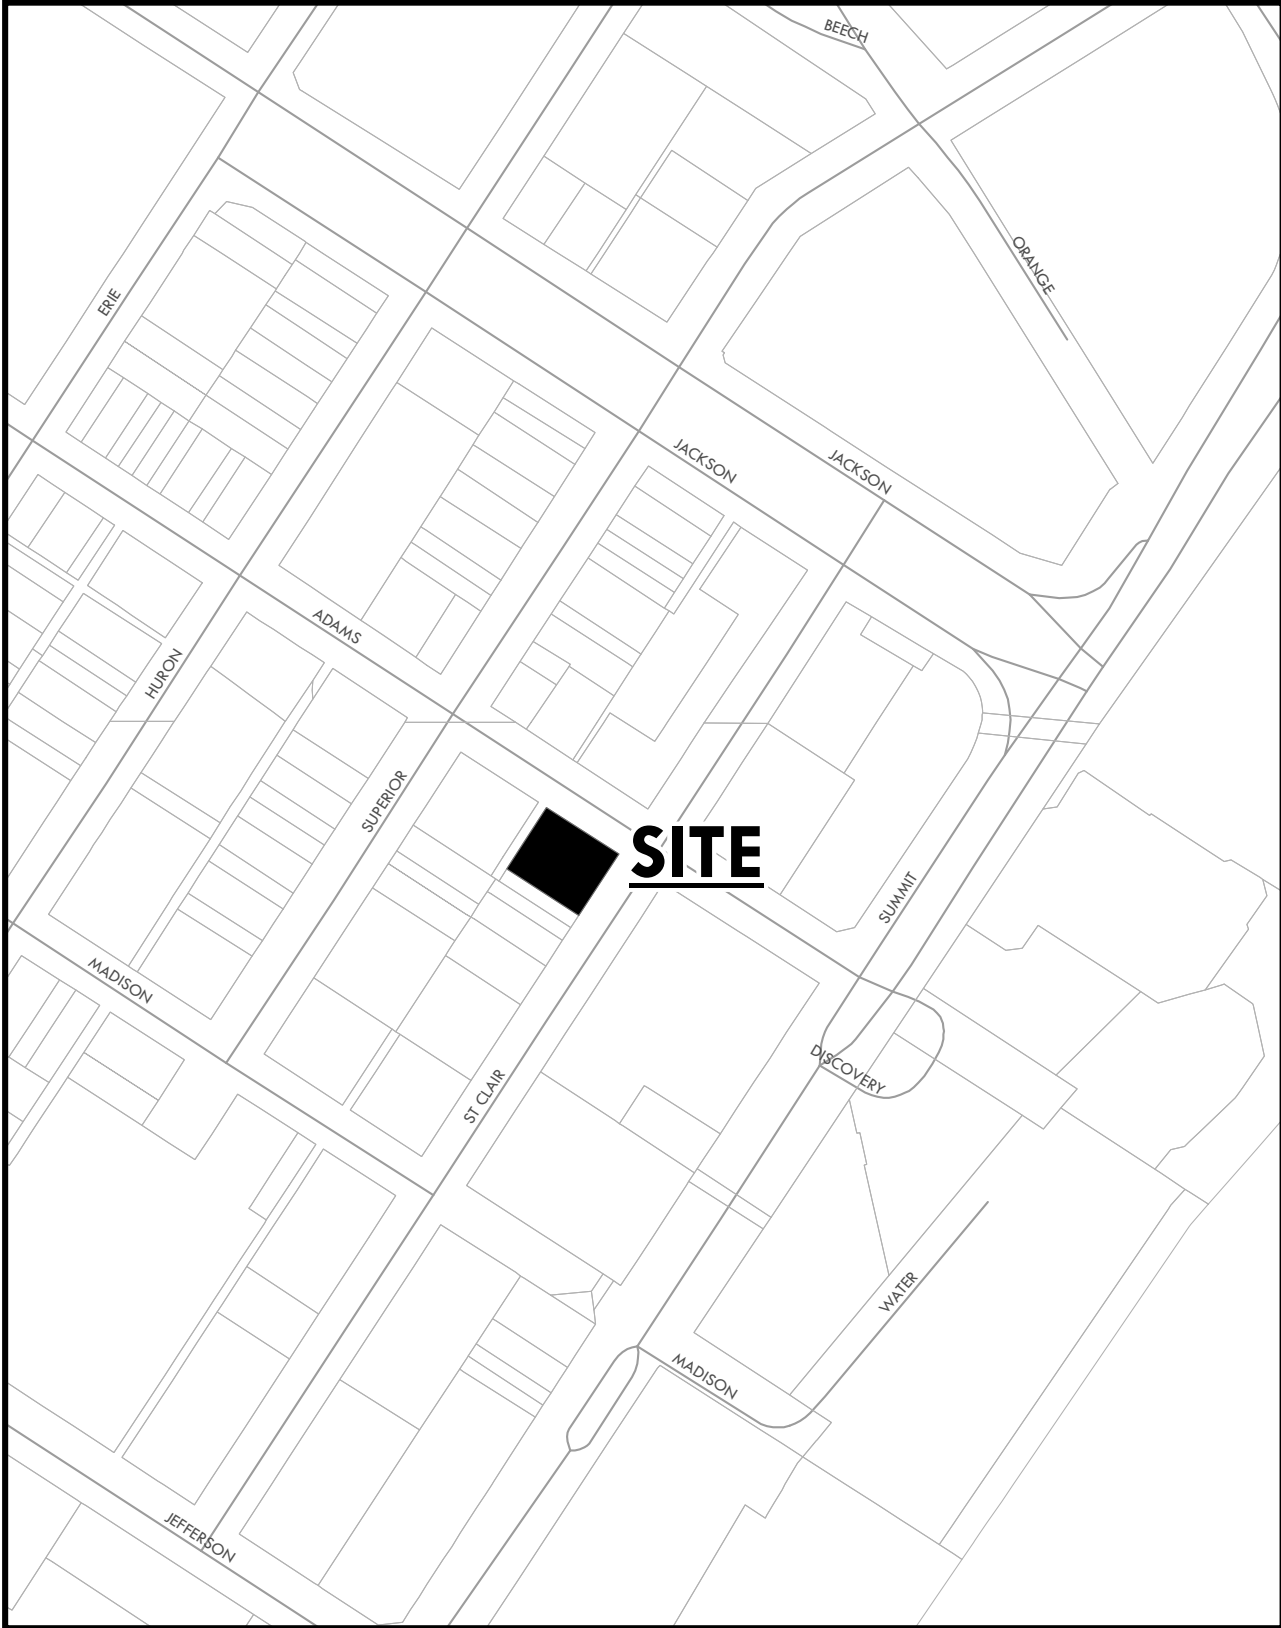 BEECH
ORANGE
ERIE
JACKSON
JACKSON
ADAMS
HURON
SUPERIOR
SITE
SUMMIT
MADISON
DISCOVERY
ST CLAIR
WATER
MADISON
JEFFERSON